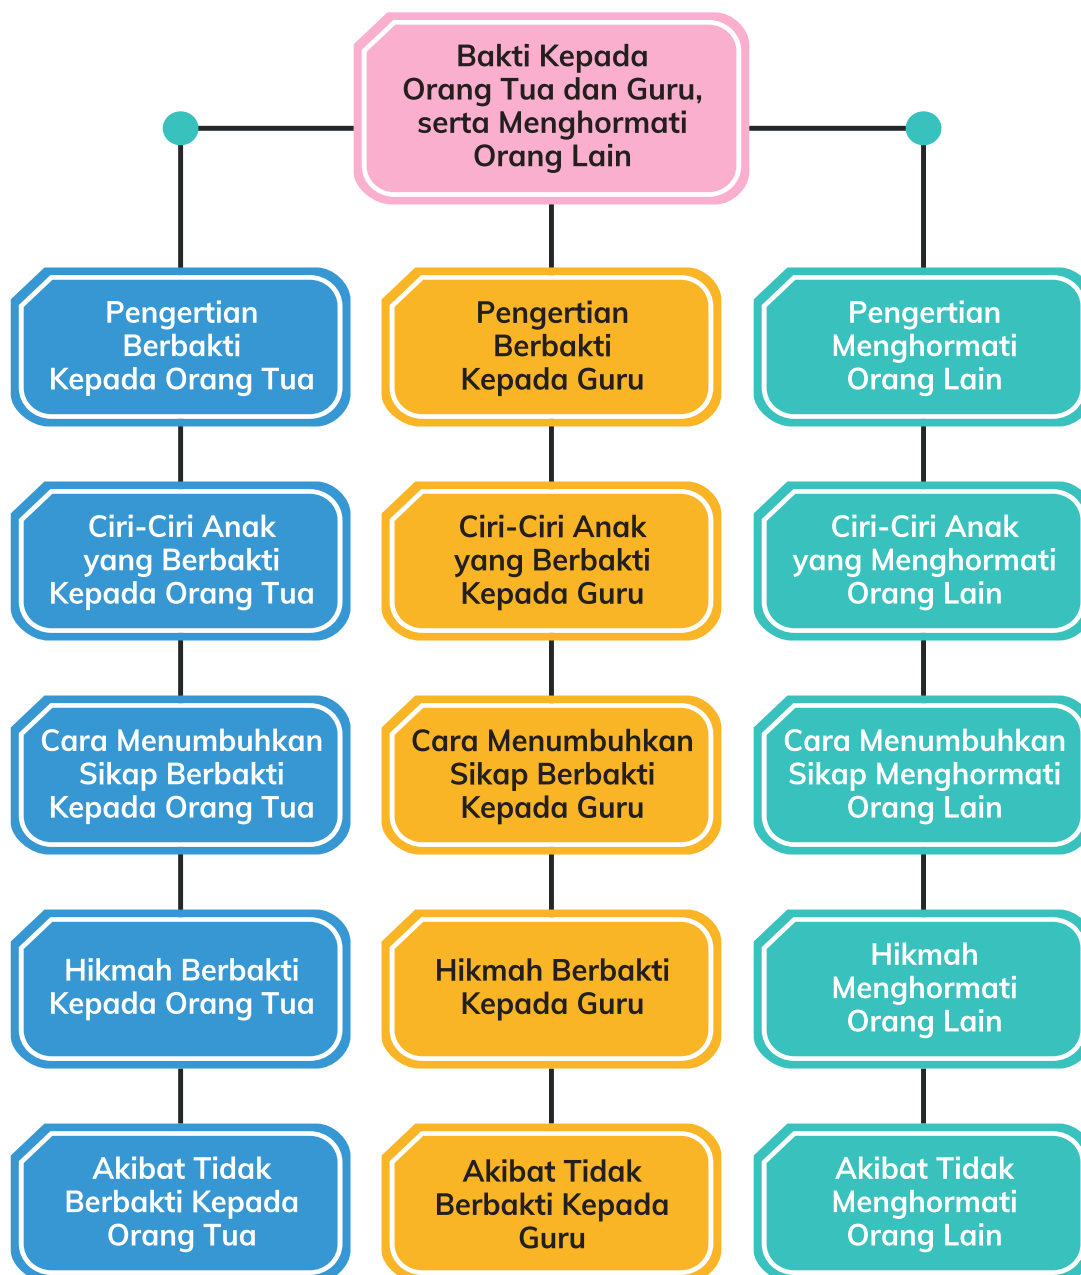 Bakti Kepada
Orang Tua dan Guru,
serta Menghormati
Orang Lain
Pengertian
Berbakti
Kepada Orang Tua
Pengertian
Berbakti
Kepada Guru
Pengertian
Menghormati
Orang Lain
Ciri-Ciri Anak
yang Berbakti
Kepada Orang Tua
Ciri-Ciri Anak
yang Berbakti
Kepada Guru
Ciri-Ciri Anak
yang Menghormati
Orang Lain
Cara Menumbuhkan
Sikap Berbakti
Kepada Orang Tua
Cara Menumbuhkan
Sikap Berbakti
Kepada Guru
Cara Menumbuhkan
Sikap Menghormati
Orang Lain
Hikmah Berbakti
Kepada Orang Tua
Hikmah Berbakti
Kepada Guru
Hikmah
Menghormati
Orang Lain
Akibat Tidak
Berbakti Kepada
Orang Tua
Akibat Tidak
Berbakti Kepada
Guru
Akibat Tidak
Menghormati
Orang Lain